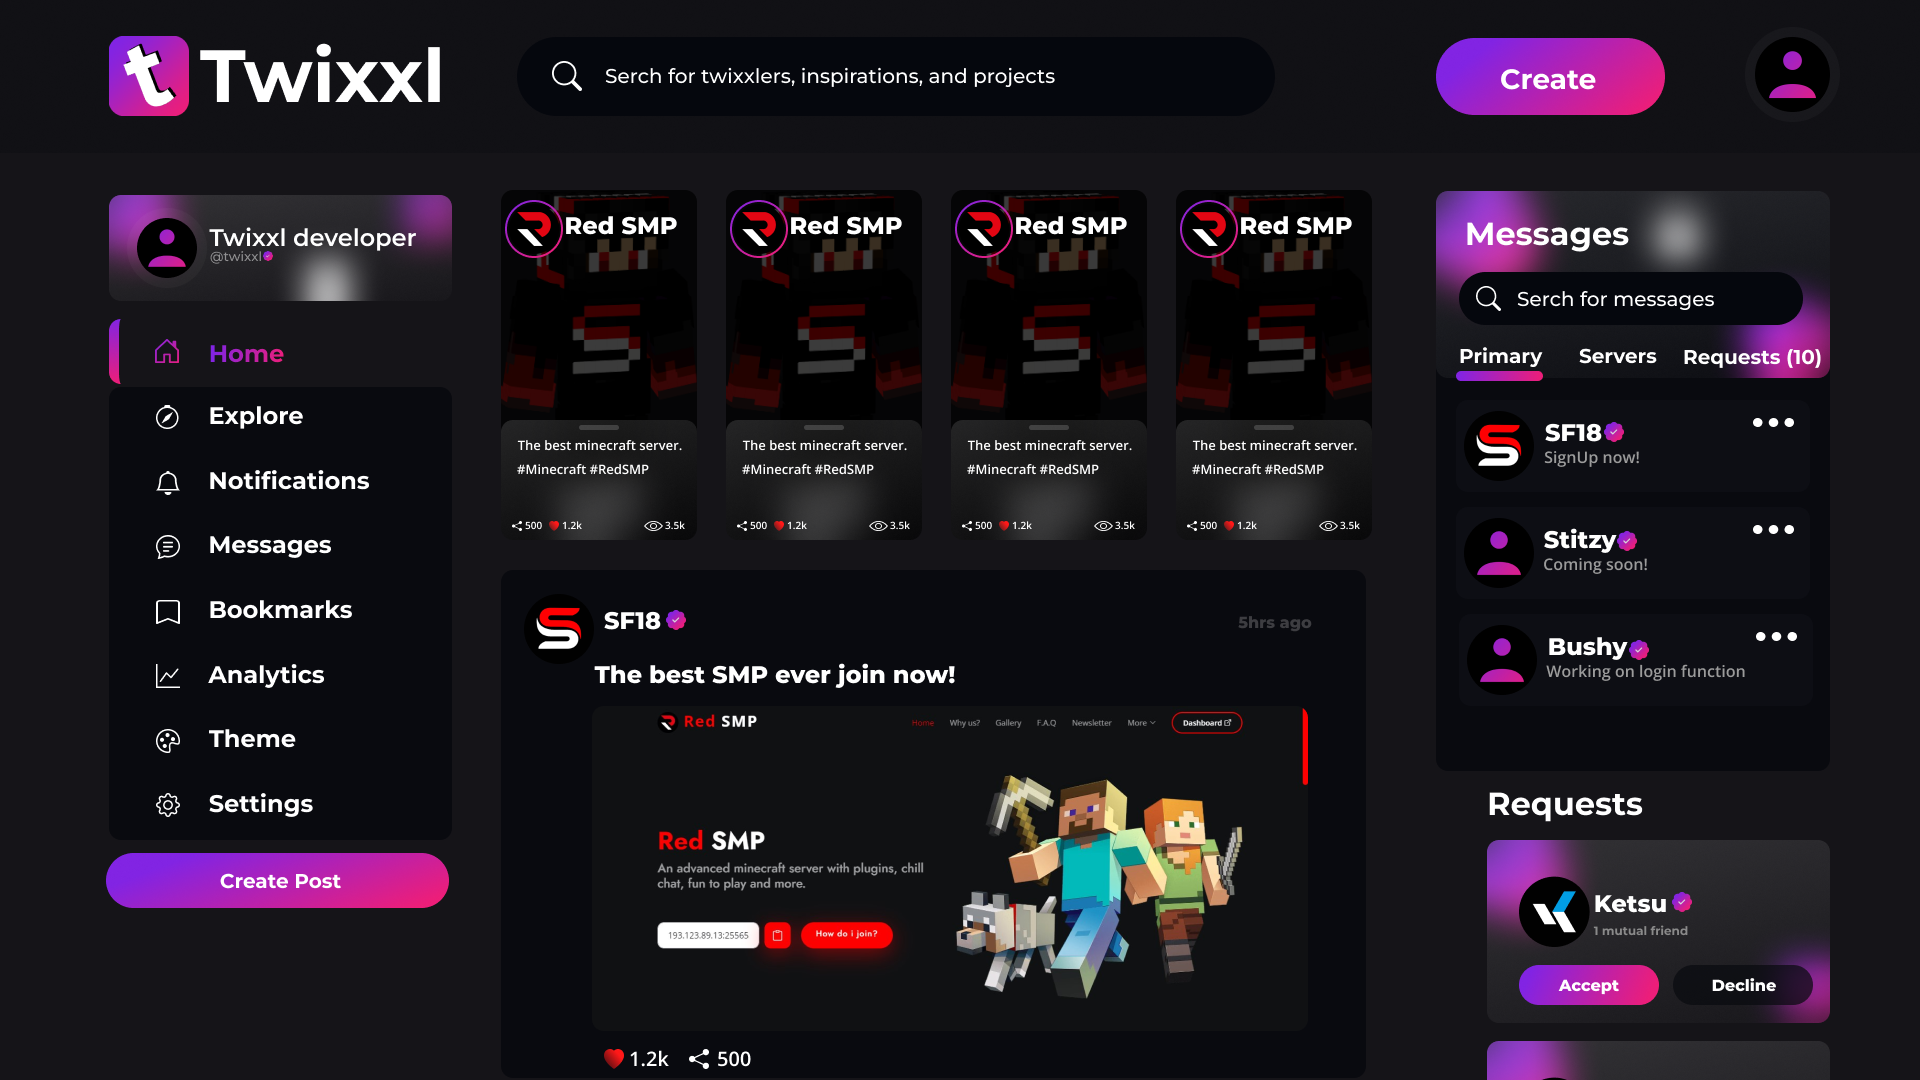 Twixxl
Serch for twixxlers, inspirations, and projects
Create
Twixxl developer
@twixxl
Home
Explore
Notifications
Messages
Bookmarks
Analytics
Theme
Settings
Create Post
Red SMP
The best minecraft server.
#Minecraft #RedSMP
500 1.2k 3.5k
Red SMP
The best minecraft server.
#Minecraft #RedSMP
500 1.2k 3.5k
Red SMP
The best minecraft server.
#Minecraft #RedSMP
500 1.2k 3.5k
Red SMP
The best minecraft server.
#Minecraft #RedSMP
500 1.2k 3.5k
SF18
5hrs ago
The best SMP ever join now!
Red SMP
Home Why us? Gallery F.A.Q Newsletter More Dashboard
Red SMP
An advanced minecraft server with plugins, chill
chat, fun to play and more.
193.123.89.13:25565
How do i join?
1.2k 500
Messages
Serch for messages
Primary Servers Requests (10)
SF18
SignUp now!
Stitzy
Coming soon!
Bushy
Working on login function
Requests
Ketsu
1 mutual friend
Accept Decline